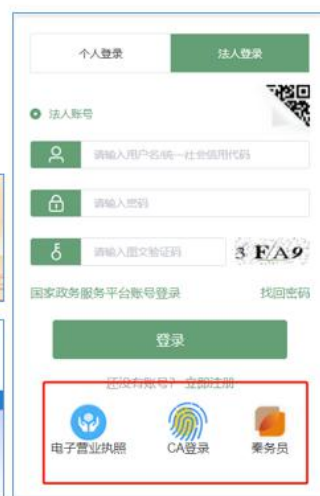 个人登录 法人登录
法人账号
请输入用户名/统一社会信用代码
请输入密码
请输入图文验证码 3 F A 9
国家政务服务平台账号登录 找回密码
登录
还没有账号？ 立即注册
电子营业执照 CA登录 秦务员